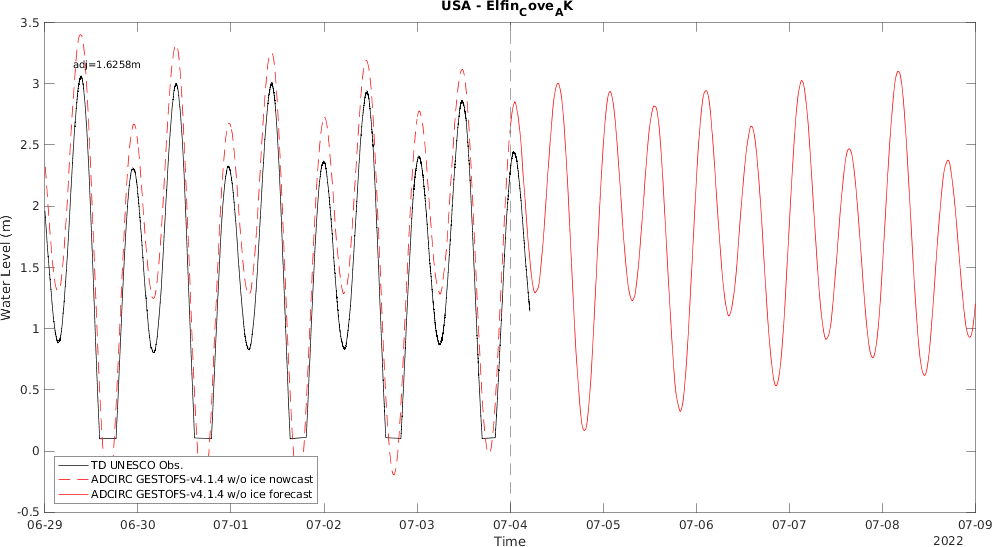 USA - ElfinCoveAK
3.5
adj=1.6258m
3
2.5
2
1.5
1
0.5
0
-0.5
Water Level (m)
TD UNESCO Obs.
ADCIRC GESTOFS-v4.1.4 w/o ice nowcast
ADCIRC GESTOFS-v4.1.4 w/o ice forecast
06-29 06-30 07-01 07-02 07-03 07-04 07-05 07-06 07-07 07-08 07-09
Time
2022